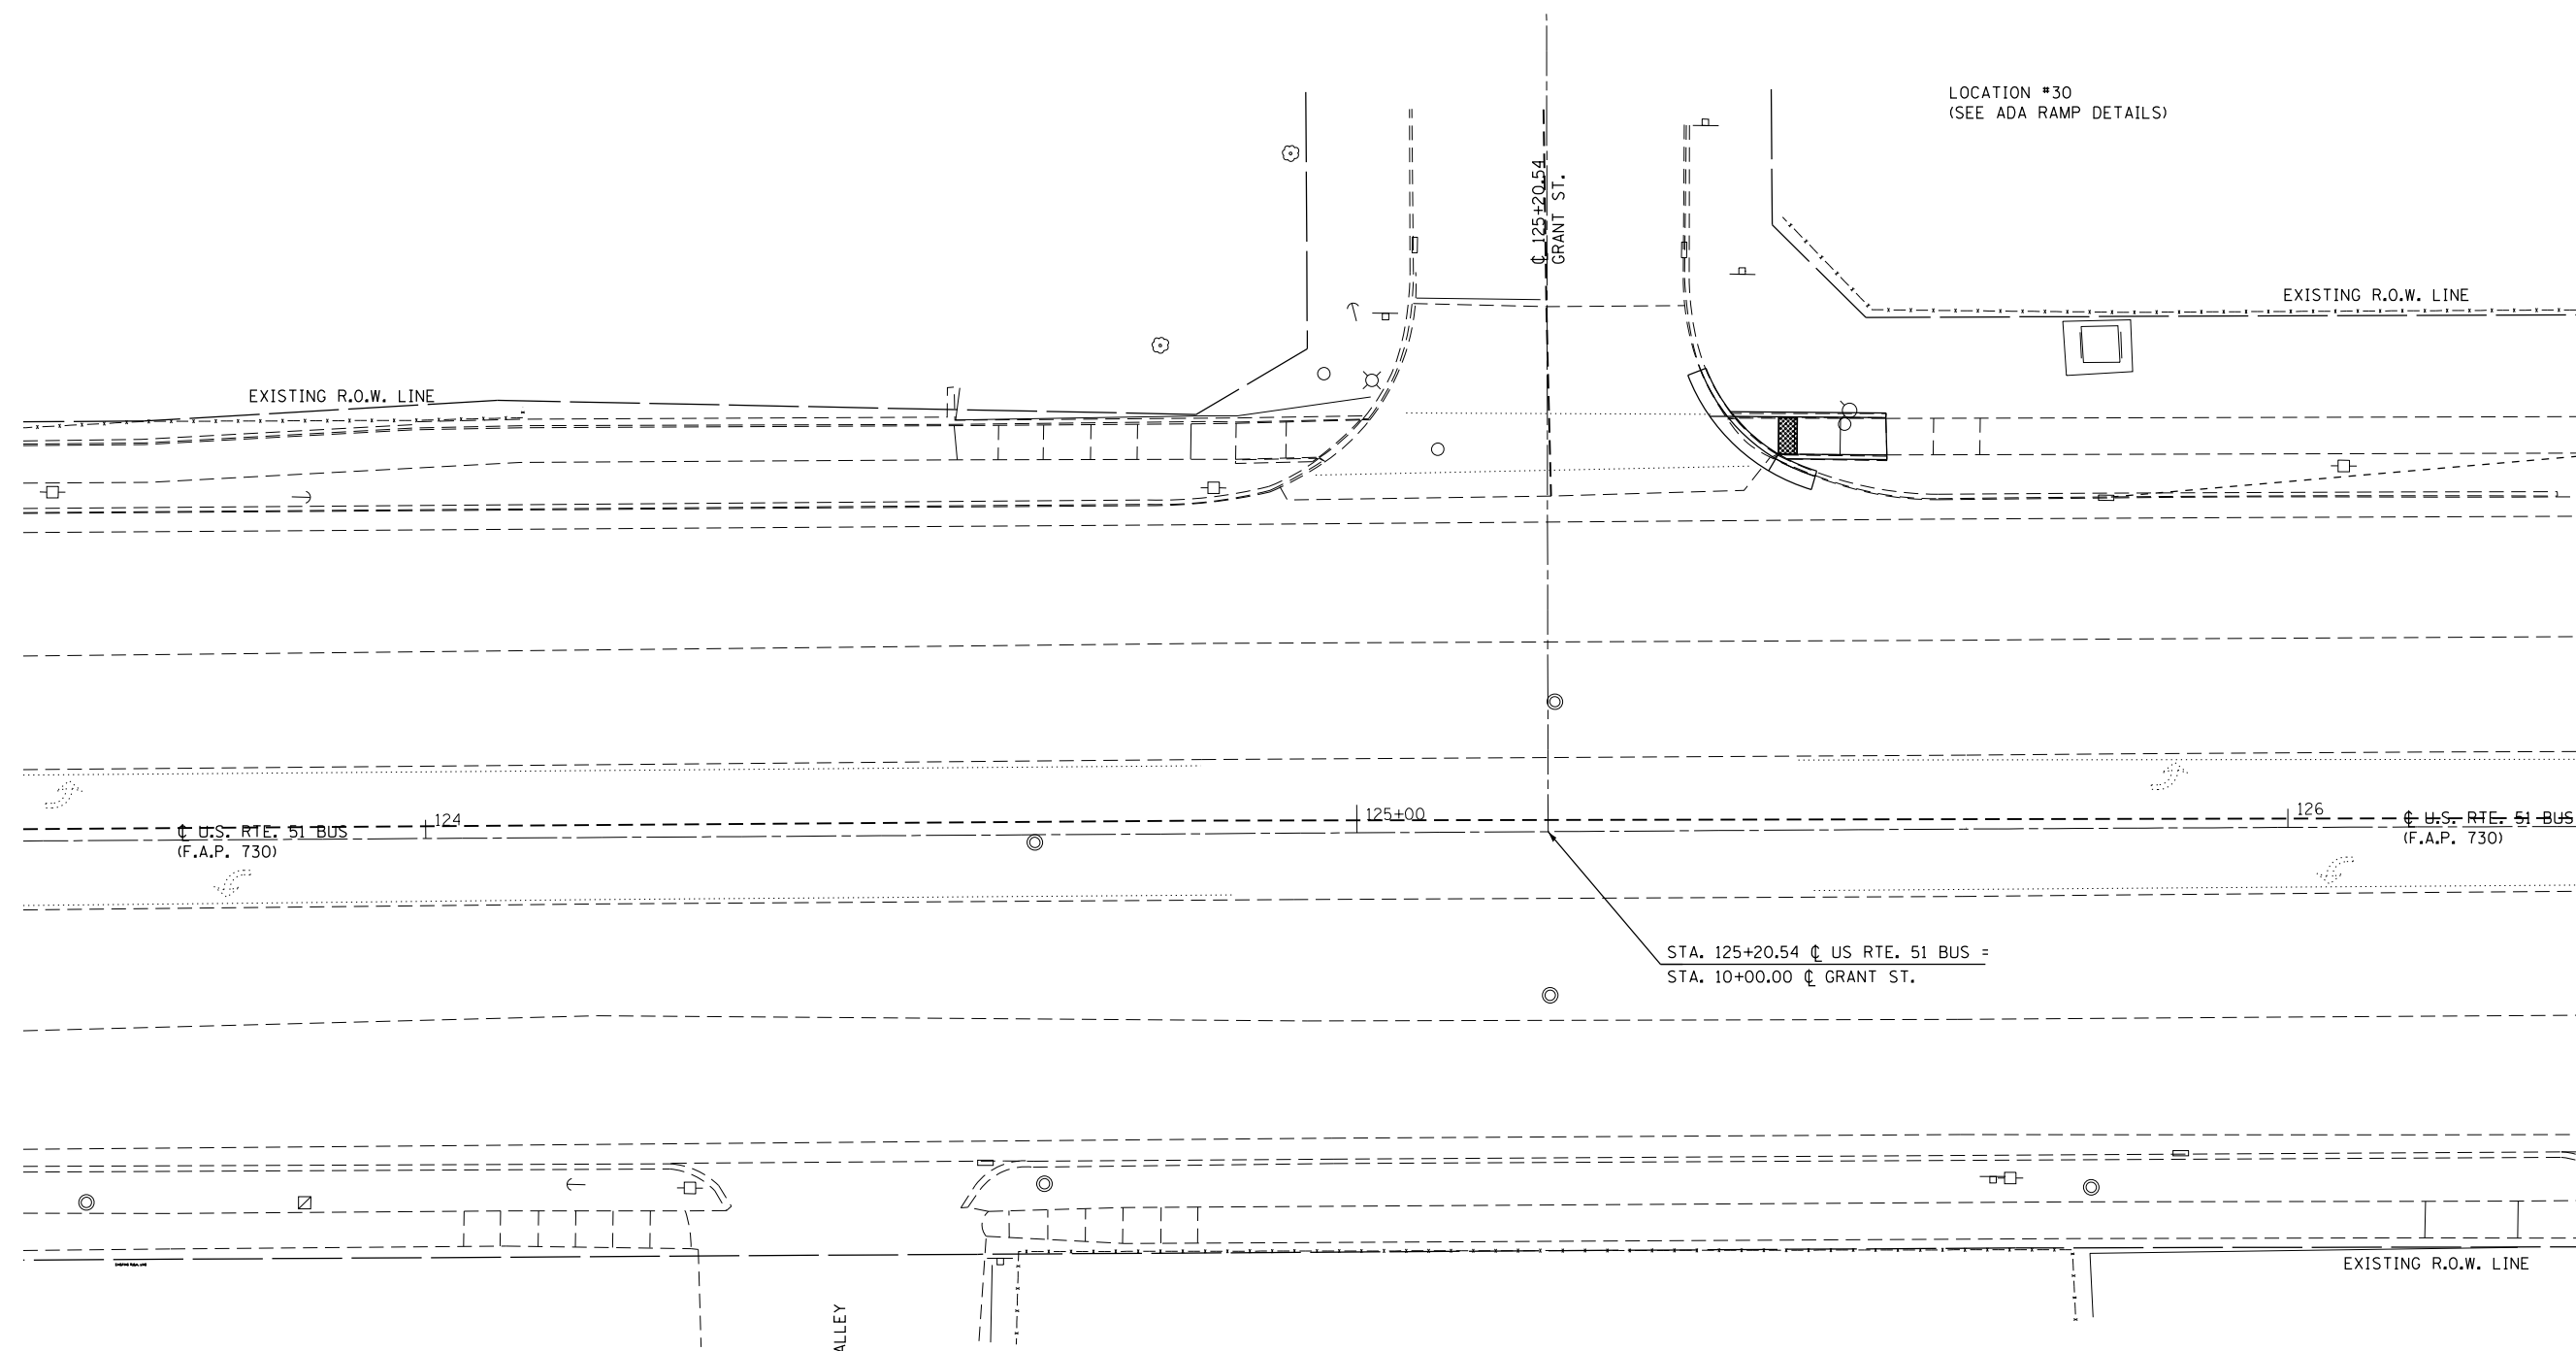 LOCATION #30
(SEE ADA RAMP DETAILS)
℄ 125+20.54
GRANT ST.
EXISTING R.O.W. LINE
EXISTING R.O.W. LINE
124
125+00
126
℄ U.S. RTE. 51 BUS
(F.A.P. 730)
℄ U.S. RTE. 51 BUS
(F.A.P. 730)
STA. 125+20.54 ℄ US RTE. 51 BUS =
STA. 10+00.00 ℄ GRANT ST.
EXISTING R.O.W. LINE
EXISTING R.O.W. LINE
ALLEY